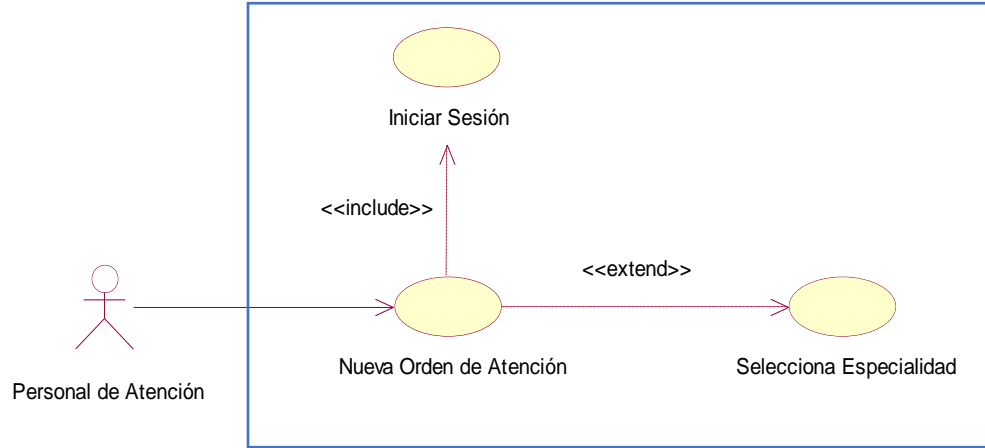 Iniciar Sesión
<<include>>
<<extend>>
Nueva Orden de Atención
Selecciona Especialidad
Personal de Atención